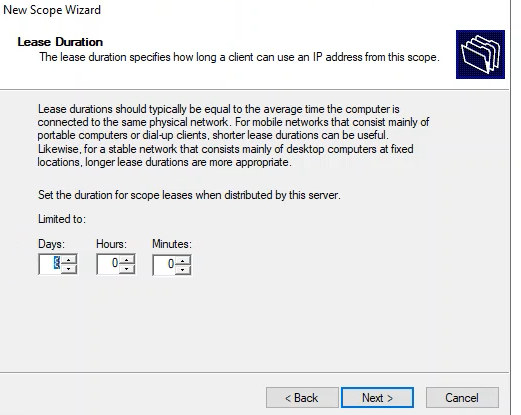 New Scope Wizard
Lease Duration
The lease duration specifies how long a client can use an IP address from this scope.
Lease durations should typically be equal to the average time the computer is
connected to the same physical network. For mobile networks that consist mainly of
portable computers or dial-up clients, shorter lease durations can be useful.
Likewise, for a stable network that consists mainly of desktop computers at fixed
locations, longer lease durations are more appropriate.
Set the duration for scope leases when distributed by this server.
Limited to:
Days: Hours: Minutes:
0 0
< Back Next > Cancel